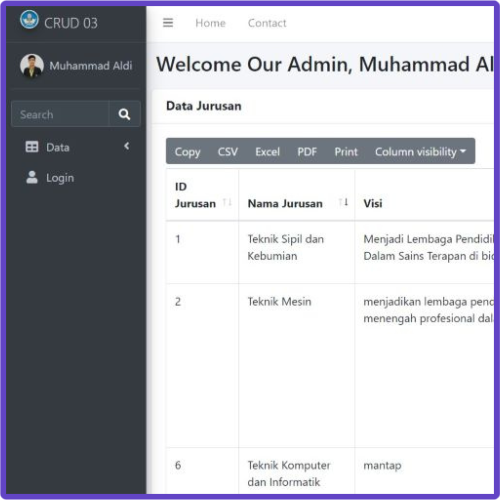 CRUD 03
Home Contact
Muhammad Aldi
Welcome Our Admin, Muhammad Al
Search
Data
Login
Data Jurusan
Copy CSV Excel PDF Print Column visibility
ID
Jurusan Nama Jurusan Visi
1 Teknik Sipil dan Menjadi Lembaga Pendidi
Kebumian Dalam Sains Terapan di bid
2 Teknik Mesin menjadikan lembaga pend
menengah profesional dal
6 Teknik Komputer mantap
dan Informatik